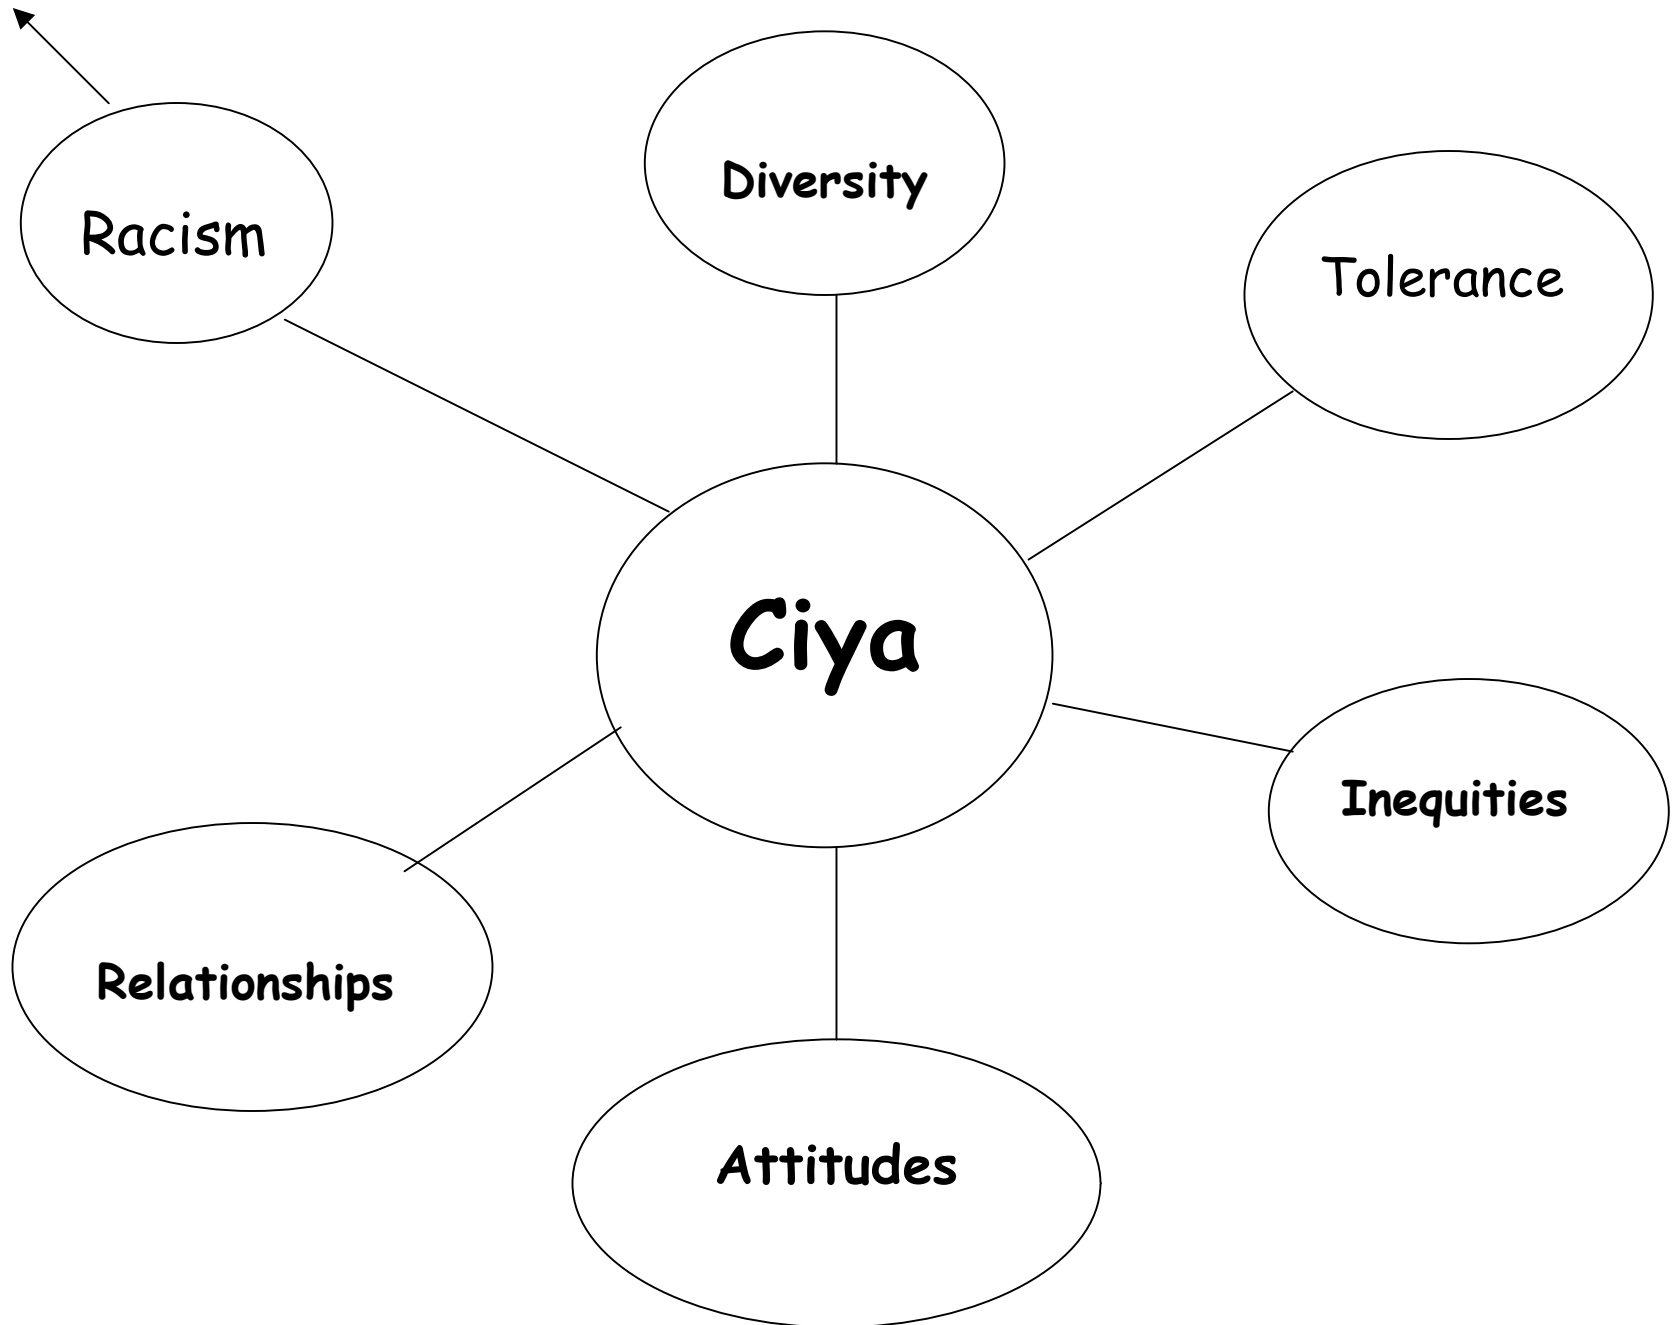 Diversity
Racism
Tolerance
Ciya
Inequities
Relationships
Attitudes